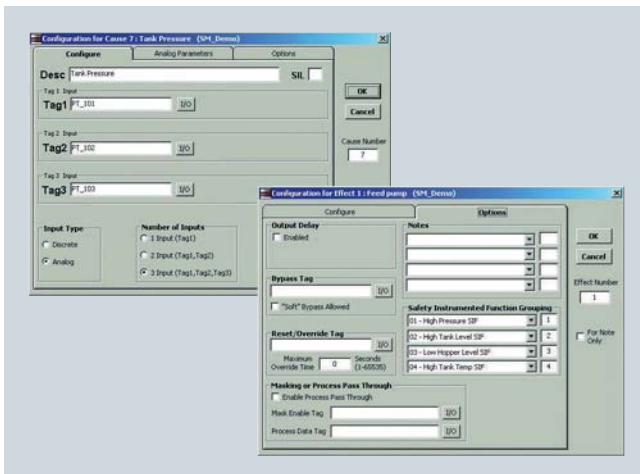 Configuration for Cause 7: Tank Pressure (SM_Demo)
Configure Analog Parameters Options
Desc Tank Pressure SIL
Tag 1 Input
Tag1 PT_101 I/O
Tag 2 Input
Tag2 PT_102 I/O
Tag 3 Input
Tag3 PT_103 I/O
Input Type
Discrete
Analog
Number of Inputs
1 Input (Tag1)
2 Input (Tag1,Tag2)
3 Input (Tag1,Tag2,Tag3)
OK
Cancel
Cause Number
7
Configuration for Effect 1: Feed pump (SM_Demo)
Configure Options
Output Delay
Enabled
Bypass Tag
I/O
"Soft" Bypass Allowed
Reset/Override Tag
I/O
Maximum Override Time 0 Seconds (1-65535)
Notes
Safety Instrumented Function Grouping
01 - High Pressure SIF 1
02 - High Tank Level SIF 2
03 - Low Hopper Level SIF 3
04 - High Tank Temp SIF 4
Masking or Process Pass Through
Enable Process Pass Through
Mask Enable Tag I/O
Process Data Tag I/O
OK
Cancel
Effect Number
1
For Note Only